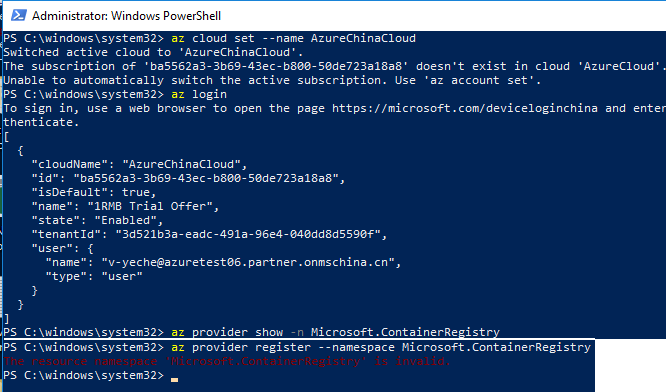 Administrator: Windows PowerShell
PS C:\windows\system32> az cloud set --name AzureChinaCloud
Switched active cloud to 'AzureChinaCloud'.
The subscription of 'ba5562a3-3b69-43ec-b800-50de723a18a8' doesn't exist in cloud 'AzureChinaCloud'.
Unable to automatically switch the active subscription. Use 'az account set'.
PS C:\windows\system32> az login
To sign in, use a web browser to open the page https://microsoft.com/deviceloginchina and enter
thenticate.
[
  {
    "cloudName": "AzureChinaCloud",
    "id": "ba5562a3-3b69-43ec-b800-50de723a18a8",
    "isDefault": true,
    "name": "1RMB Trial Offer",
    "state": "Enabled",
    "tenantId": "3d521b3a-eadc-491a-96e4-040dd8d5590f",
    "user": {
      "name": "v-yeche@azuretest06.partner.onmschina.cn",
      "type": "user"
    }
  }
]
PS C:\windows\system32> az provider show -n Microsoft.ContainerRegistry
PS C:\windows\system32> az provider register --namespace Microsoft.ContainerRegistry
The resource namespace 'Microsoft.ContainerRegistry' is invalid.
PS C:\windows\system32>